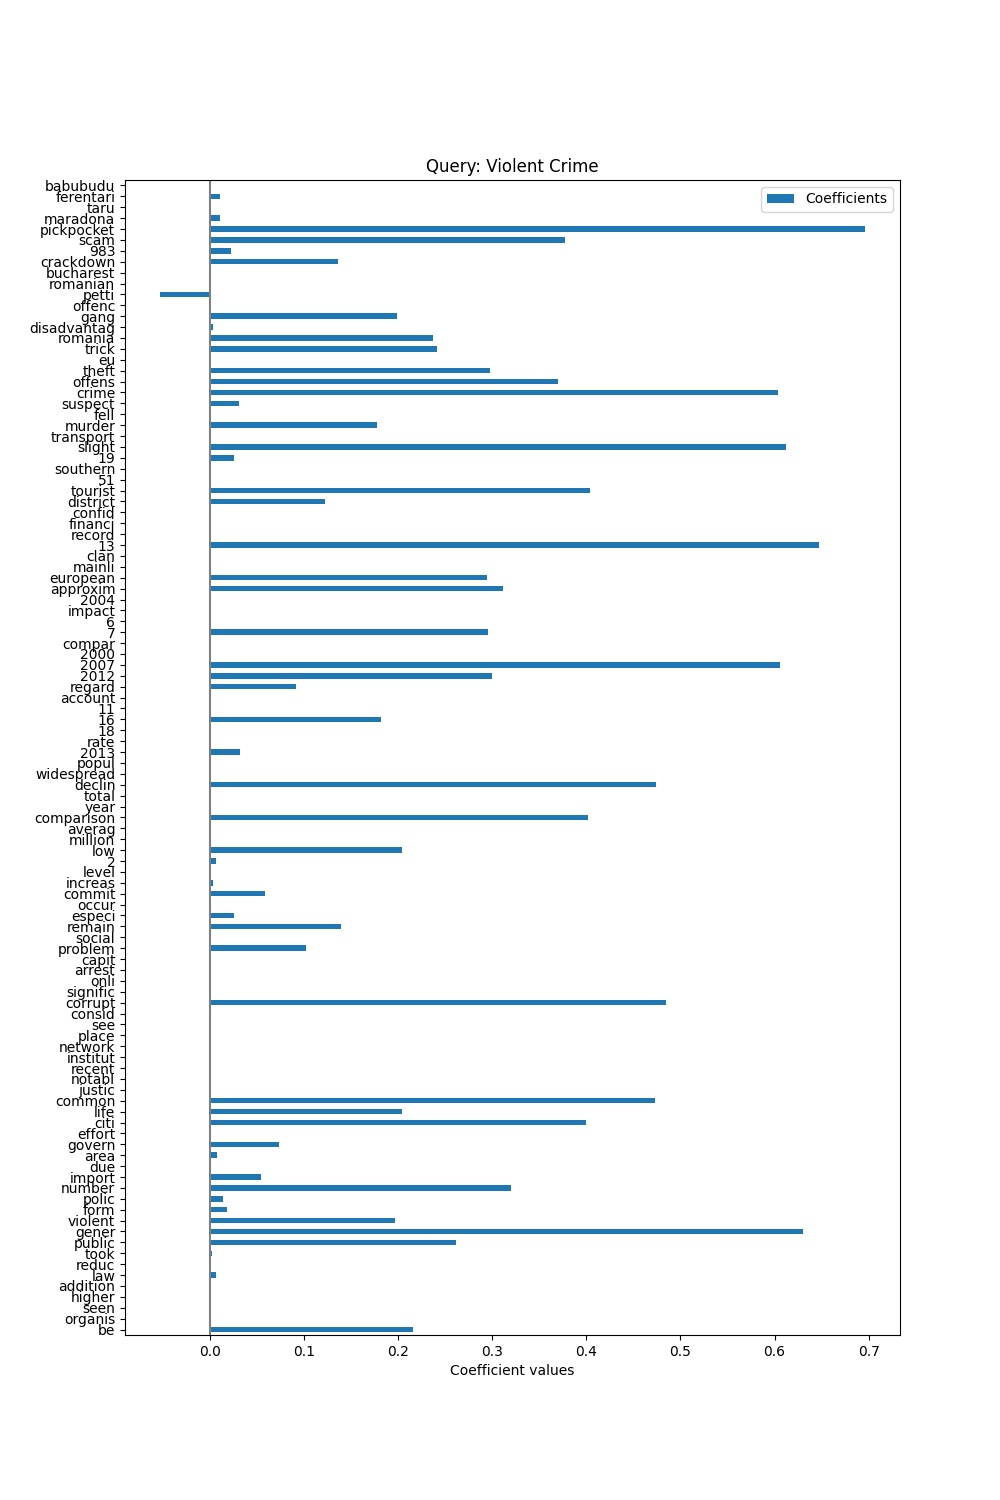 Query: Violent Crime
Coefficients
babubudu
ferentari
taru
maradona
pickpocket
scam
983
crackdown
bucharest
romanian
petti
offenc
gang
disadvantag
romania
trick
eu
theft
offens
crime
suspect
fell
murder
transport
slight
19
southern
51
tourist
district
confid
financi
record
13
clan
mainli
european
approxim
2004
impact
6
7
compar
2000
2007
2012
regard
account
11
16
18
rate
2013
popul
widespread
declin
total
year
comparison
averag
million
low
2
level
increas
commit
occur
especi
remain
social
problem
capit
arrest
onli
signific
corrupt
consid
see
place
network
institut
recent
notabl
justic
common
life
citi
effort
govern
area
due
import
number
polic
form
violent
gener
public
took
reduc
law
addition
higher
seen
organis
be
0.0 0.1 0.2 0.3 0.4 0.5 0.6 0.7
Coefficient values